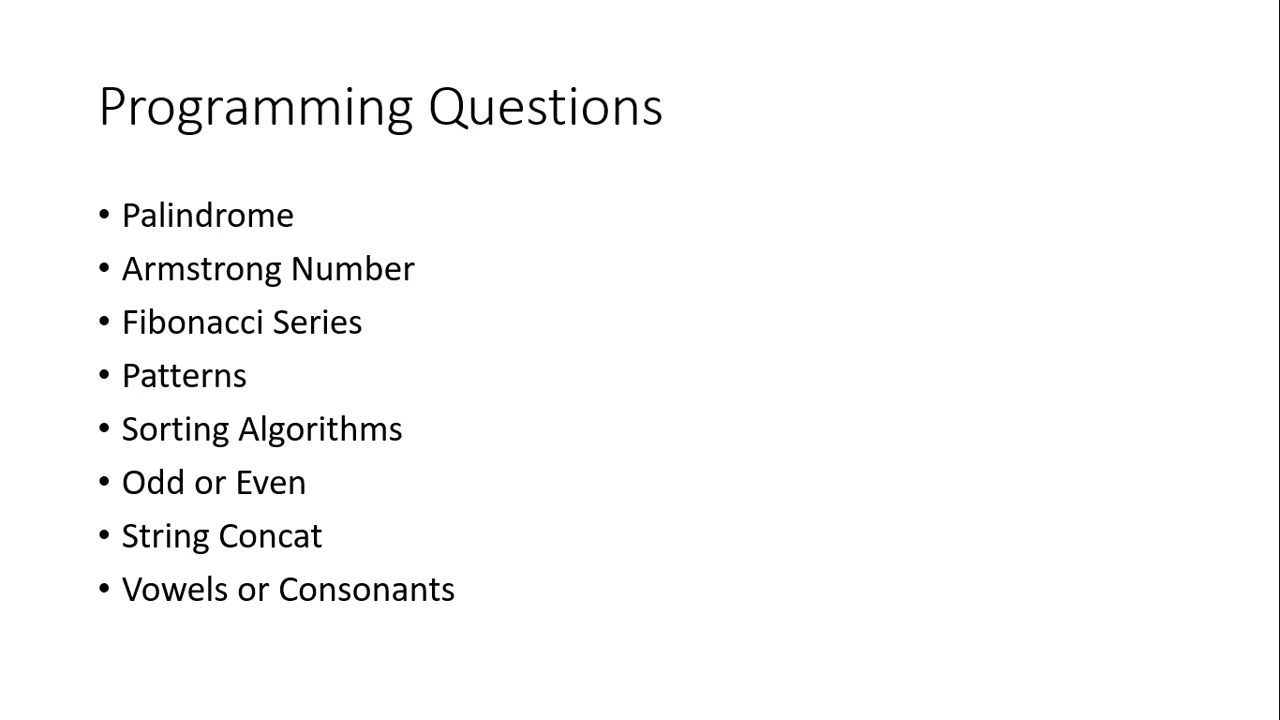 Programming Questions
• Palindrome
• Armstrong Number
• Fibonacci Series
• Patterns
• Sorting Algorithms
• Odd or Even
• String Concat
• Vowels or Consonants